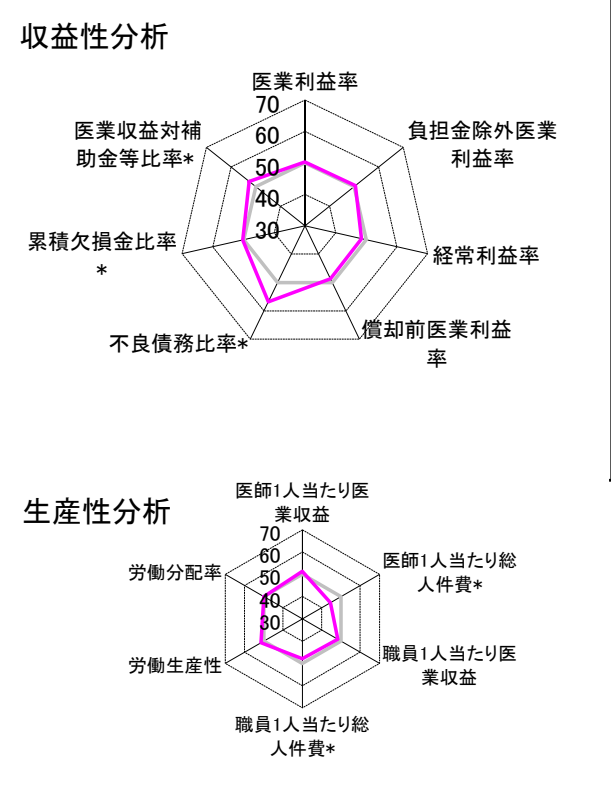 収益性分析
医業利益率
70
60
50
40
30
負担金除外医業
利益率
経常利益率
償却前医業利益
率
不良債務比率*
累積欠損金比率
*
医業収益対補
助金等比率*
生産性分析
医師1人当たり医
業収益
70
60
50
40
30
医師1人当たり総
人件費*
職員1人当たり医
業収益
職員1人当たり総
人件費*
労働生産性
労働分配率